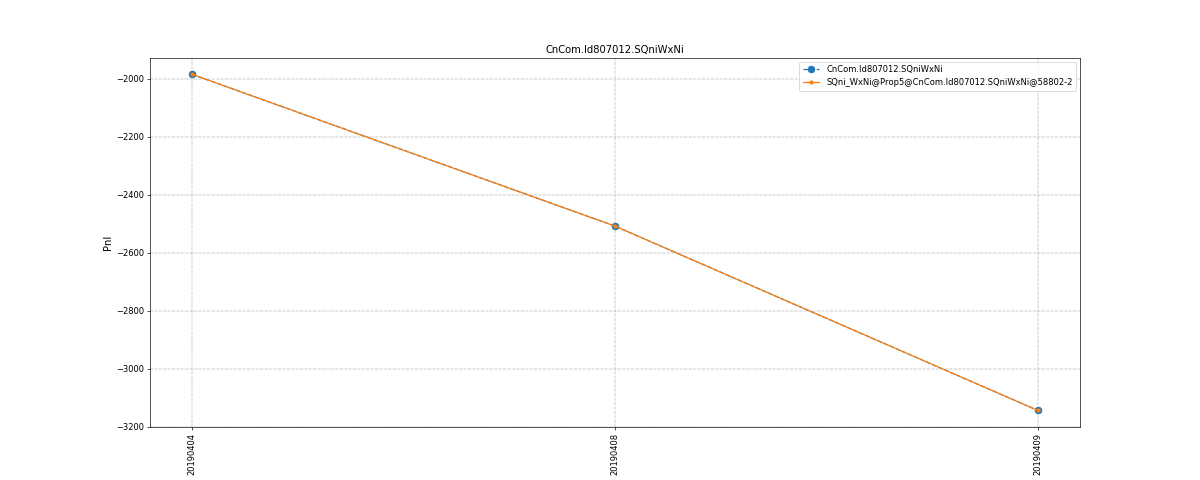 CnCom.Id807012.SQniWxNi
CnCom.Id807012.SQniWxNi
SQni_WxNi@Prop5@CnCom.Id807012.SQniWxNi@58802-2
Pnl
−2000
−2200
−2400
−2600
−2800
−3000
−3200
20190404
20190408
20190409